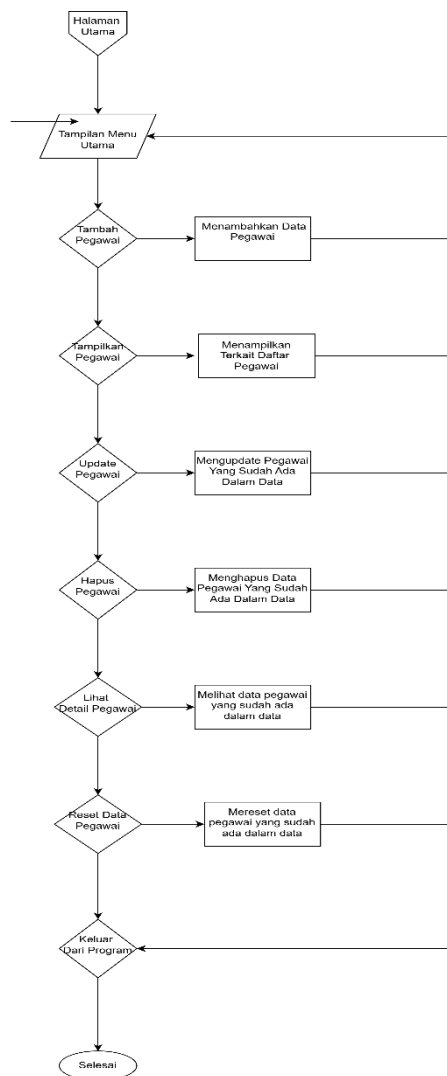 Halaman
Utama
Tampilan Menu
Utama
Tambah
Pegawai
Menambahkan Data
Pegawai
Tampilkan
Pegawai
Menampilkan
Terkait Daftar
Pegawai
Update
Pegawai
Mengupdate Pegawai
Yang Sudah Ada
Dalam Data
Hapus
Pegawai
Menghapus Data
Pegawai Yang Sudah
Ada Dalam Data
Lihat
Detail Pegawai
Melihat data pegawai
yang sudah ada
dalam data
Reset Data
Pegawai
Mereset data
pegawai yang sudah
ada dalam data
Keluar
Dari Program
Selesai